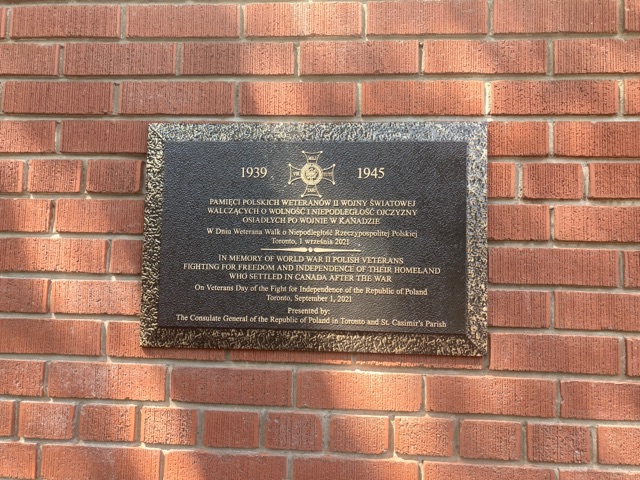 1939 1945
PAMIĘCI POLSKICH WETERANÓW II WOJNY ŚWIATOWEJ
WALCZĄCYCH O WOLNOŚĆ I NIEPODLEGŁOŚĆ OJCZYZNY
OSIADŁYCH PO WOJNIE W KANADZIE
W Dniu Weterana Walk o Niepodległość Rzeczypospolitej Polskiej
Toronto, 1 września 2021
IN MEMORY OF WORLD WAR II POLISH VETERANS
FIGHTING FOR FREEDOM AND INDEPENDENCE OF THEIR HOMELAND
WHO SETTLED IN CANADA AFTER THE WAR
On Veterans Day of the Fight for Independence of the Republic of Poland
Toronto, September 1, 2021
Presented by:
The Consulate General of the Republic of Poland in Toronto and St. Casimir's Parish